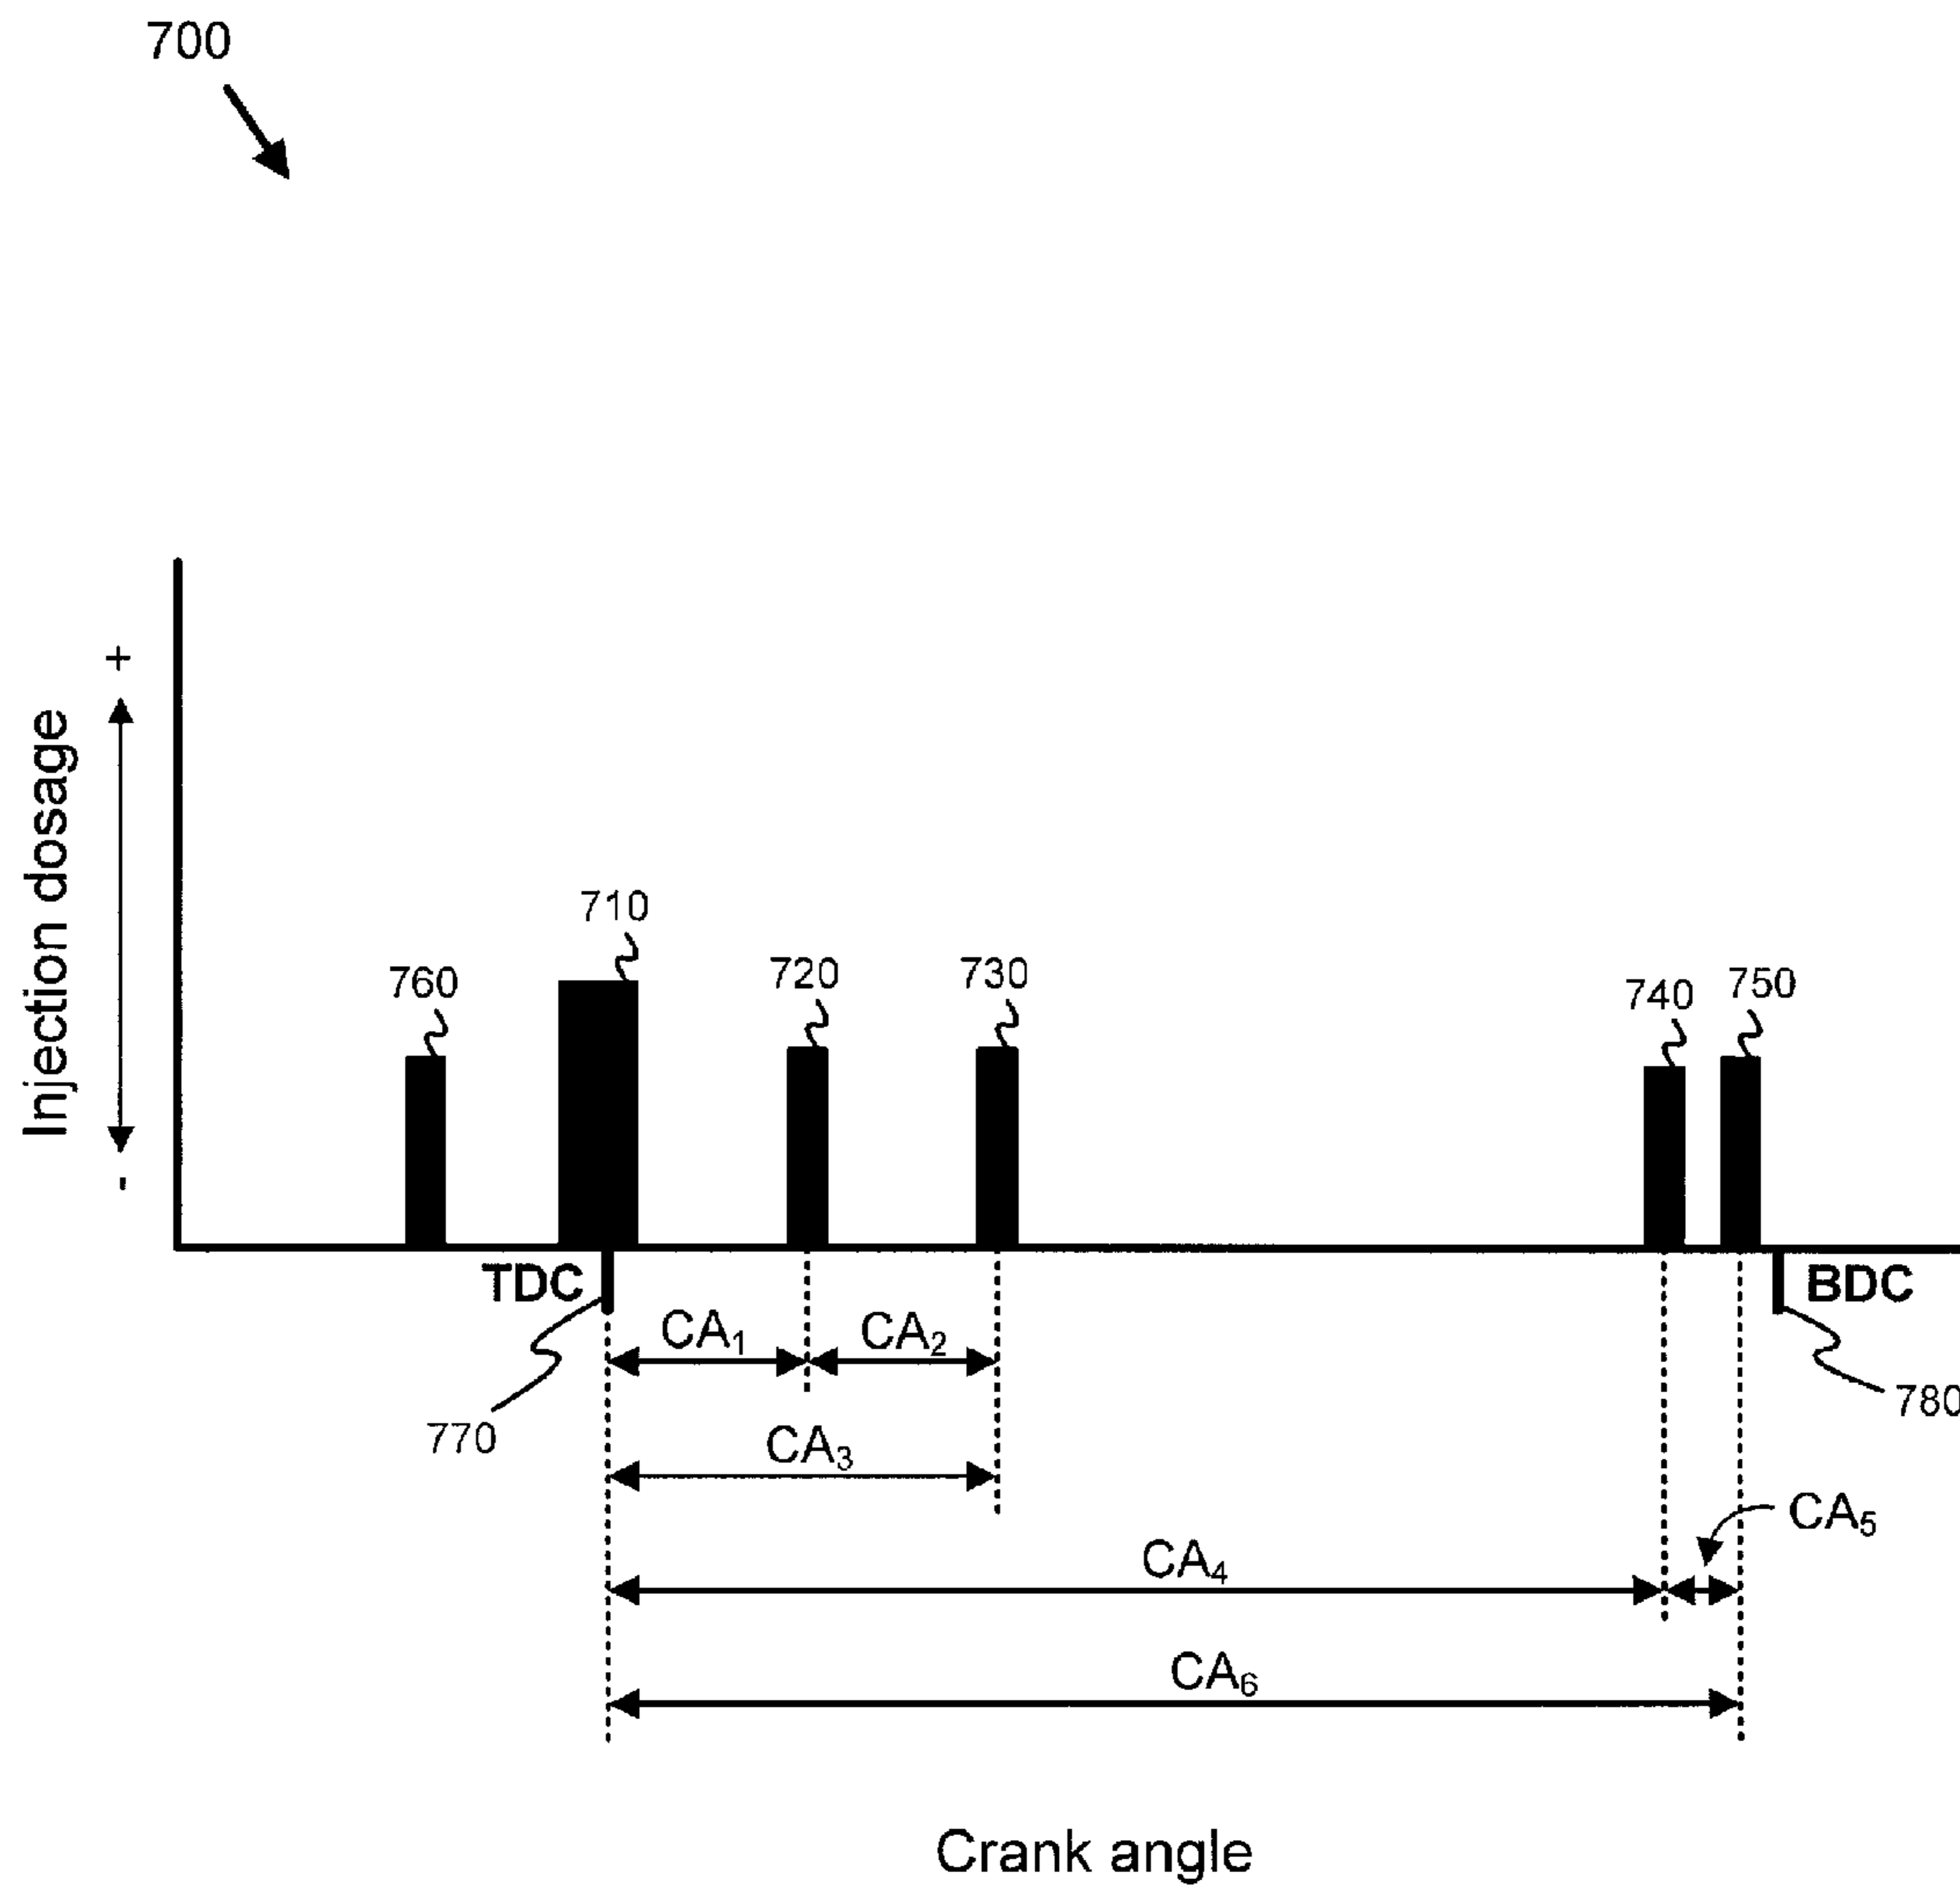 700
+
Injection dosage
-
710
760
720
730
740
750
TDC
BDC
CA₁
CA₂
770
780
CA₃
CA₅
CA₄
CA₆
Crank angle